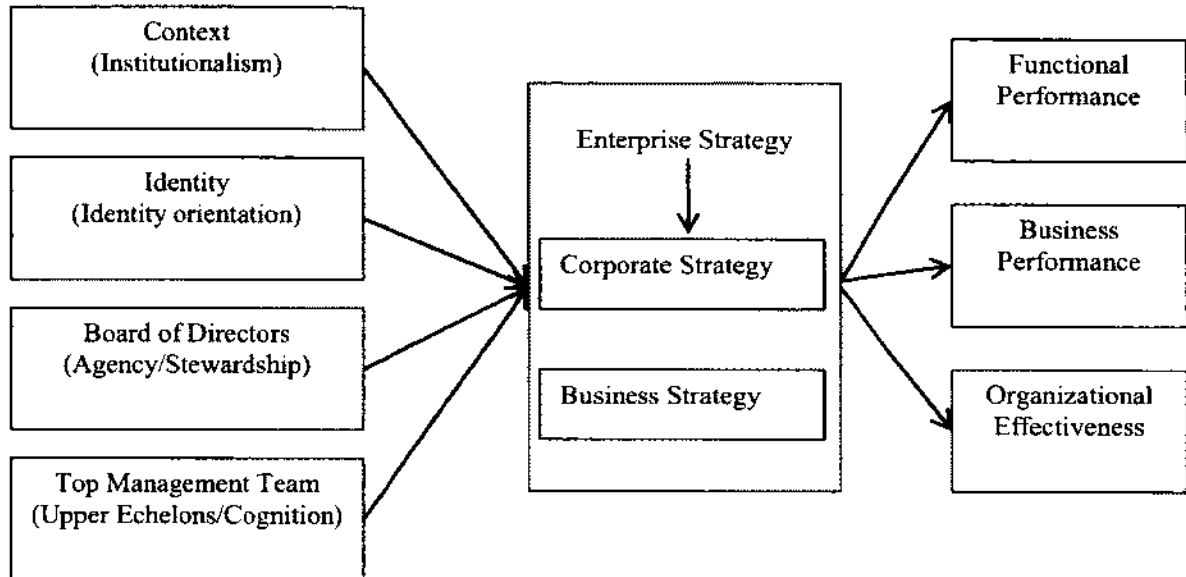 Context
(Institutionalism)
Identity
(Identity orientation)
Board of Directors
(Agency/Stewardship)
Top Management Team
(Upper Echelons/Cognition)
Enterprise Strategy
Corporate Strategy
Business Strategy
Functional
Performance
Business
Performance
Organizational
Effectiveness